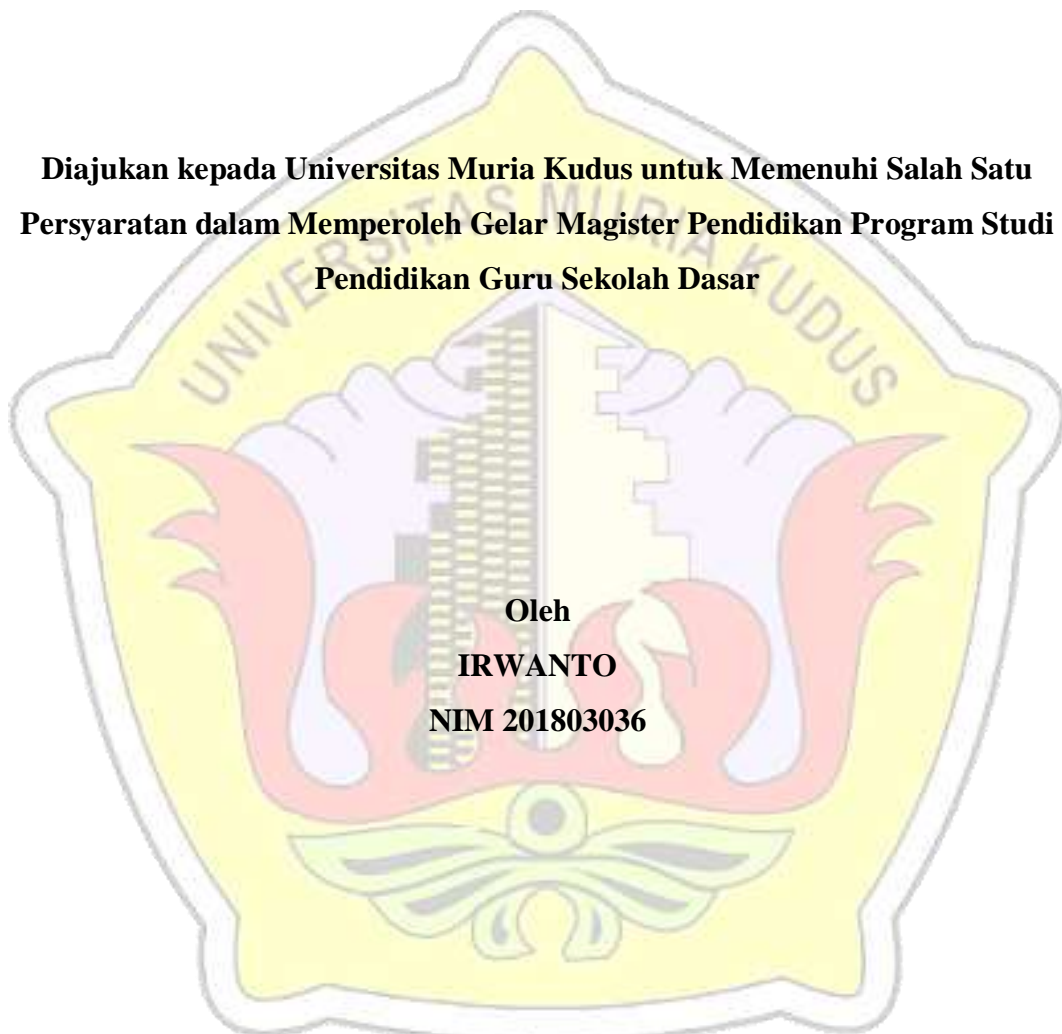 Diajukan kepada Universitas Muria Kudus untuk Memenuhi Salah Satu
Persyaratan dalam Memperoleh Gelar Magister Pendidikan Program Studi
Pendidikan Guru Sekolah Dasar
UNIVERSITAS MURIA KUDUS
Oleh
IRWANTO
NIM 201803036